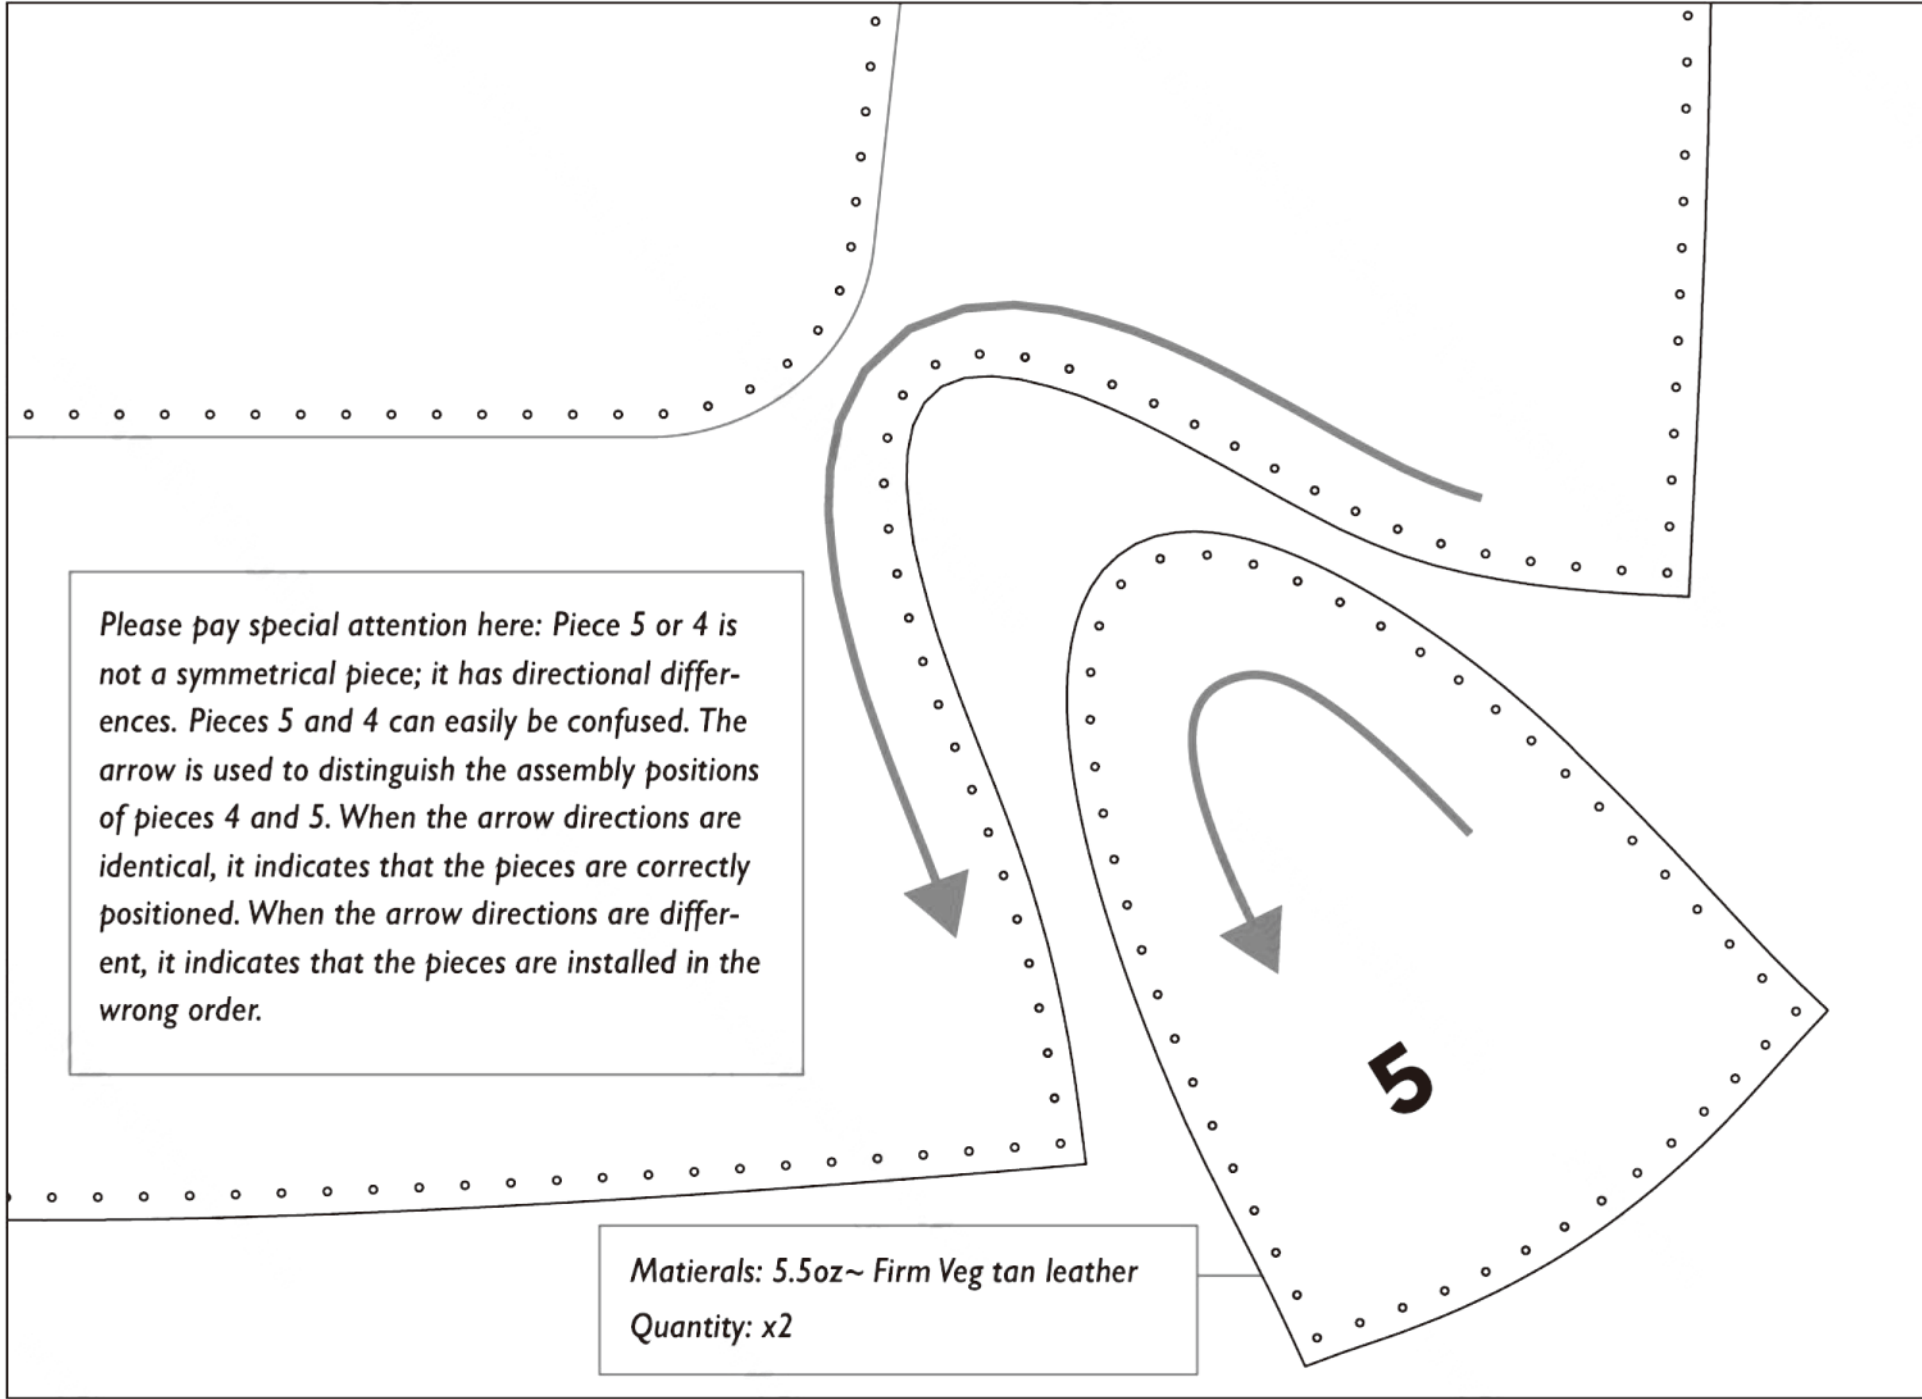 Please pay special attention here: Piece 5 or 4 is
not a symmetrical piece; it has directional differ-
ences. Pieces 5 and 4 can easily be confused. The
arrow is used to distinguish the assembly positions
of pieces 4 and 5. When the arrow directions are
identical, it indicates that the pieces are correctly
positioned. When the arrow directions are differ-
ent, it indicates that the pieces are installed in the
wrong order.
5
Matierals: 5.5oz~ Firm Veg tan leather
Quantity: x2